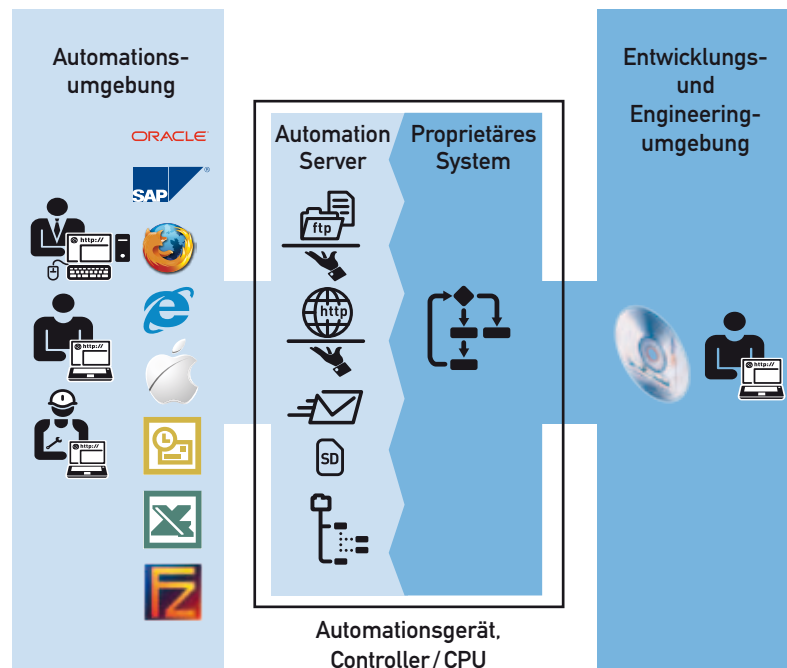 Automations-
umgebung
ORACLE®
SAP®
http://
http://
http://
FZ
Automation
Server
ftp
http
SD
Proprietäres
System
Automationsgerät,
Controller / CPU
Entwicklungs-
und
Engineering-
umgebung
http://